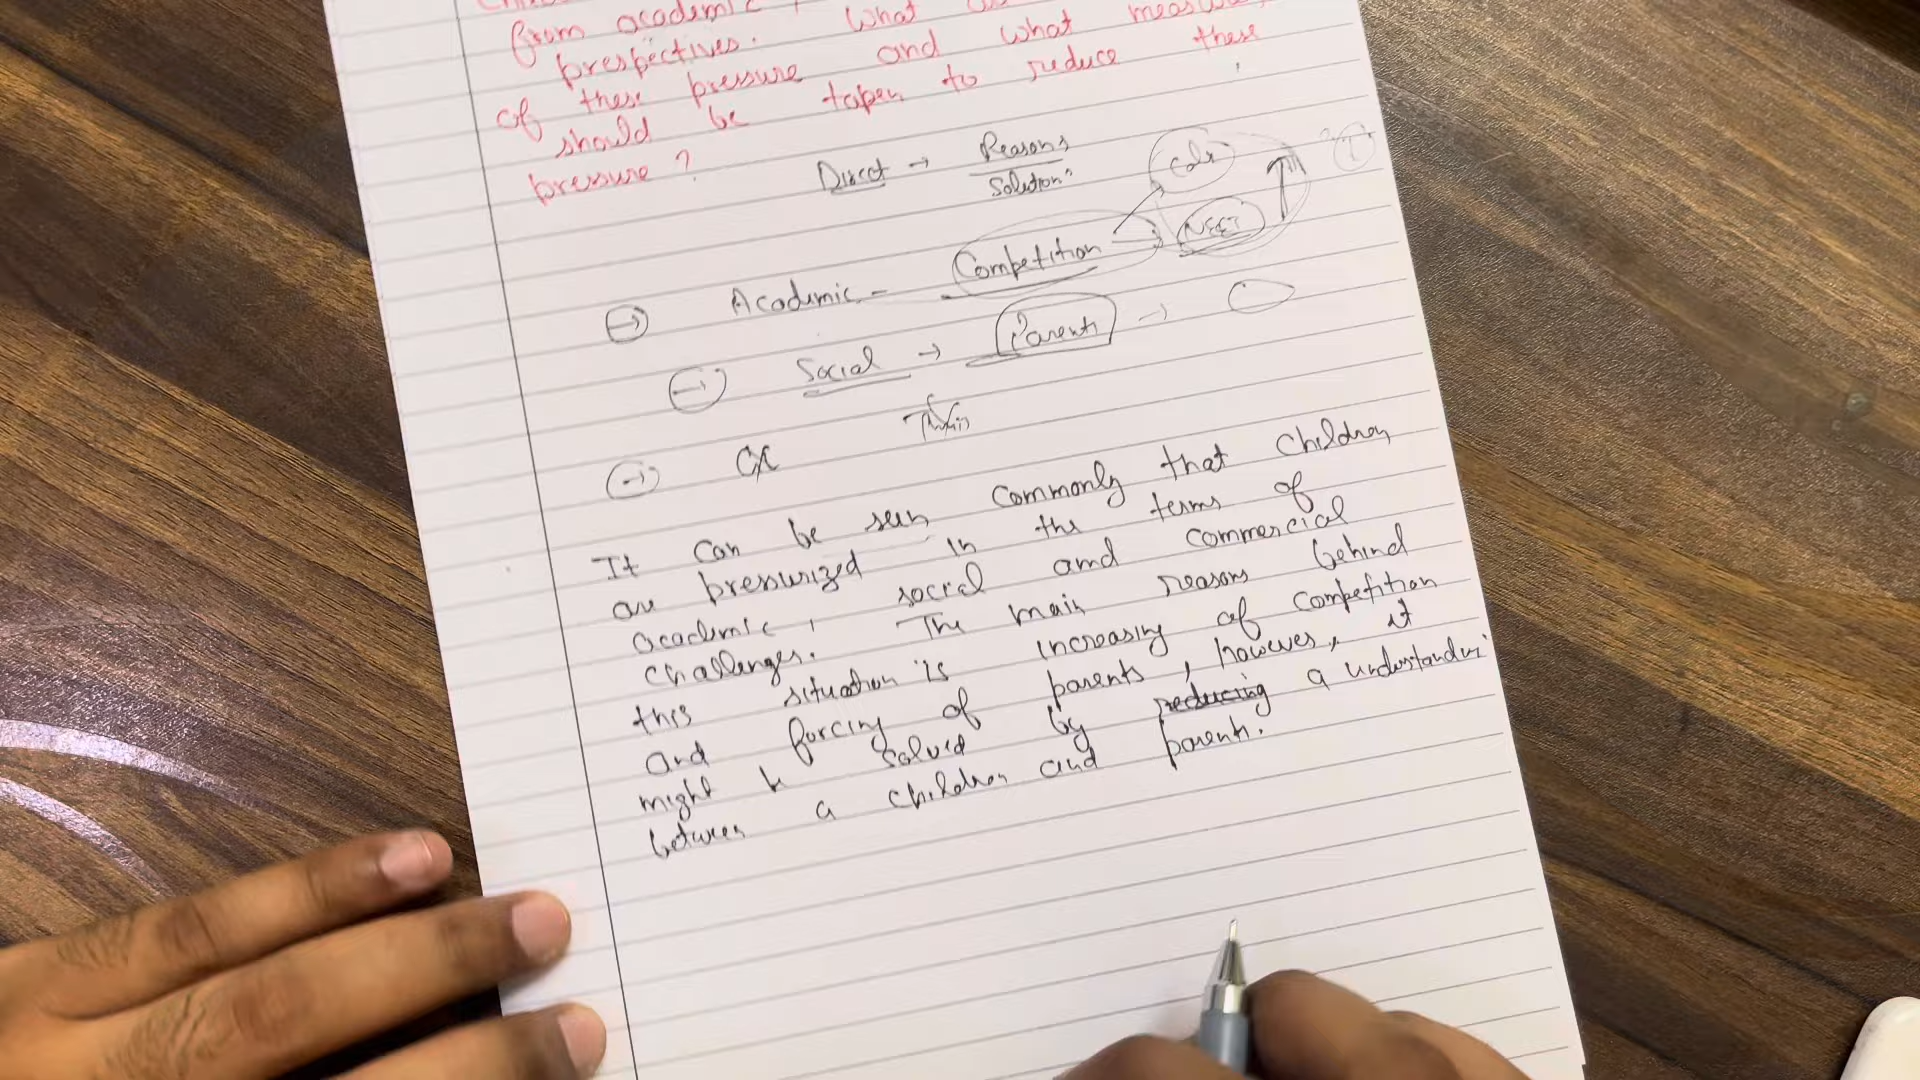 from academic
prespectives. What
of these pressure and what
should be tapen to reduce these
pressure ?
Direct → Reasons
Solution
Academic - Competition → NEET
Social → Parents →
It can be seen commonly that children
are pressurized in the terms of
academic, social and commercial
challenges. The main reasons behind
this situation is increasing of competition
and forcing of parents, however, it
might be solved by reducing a
between a children and parents.